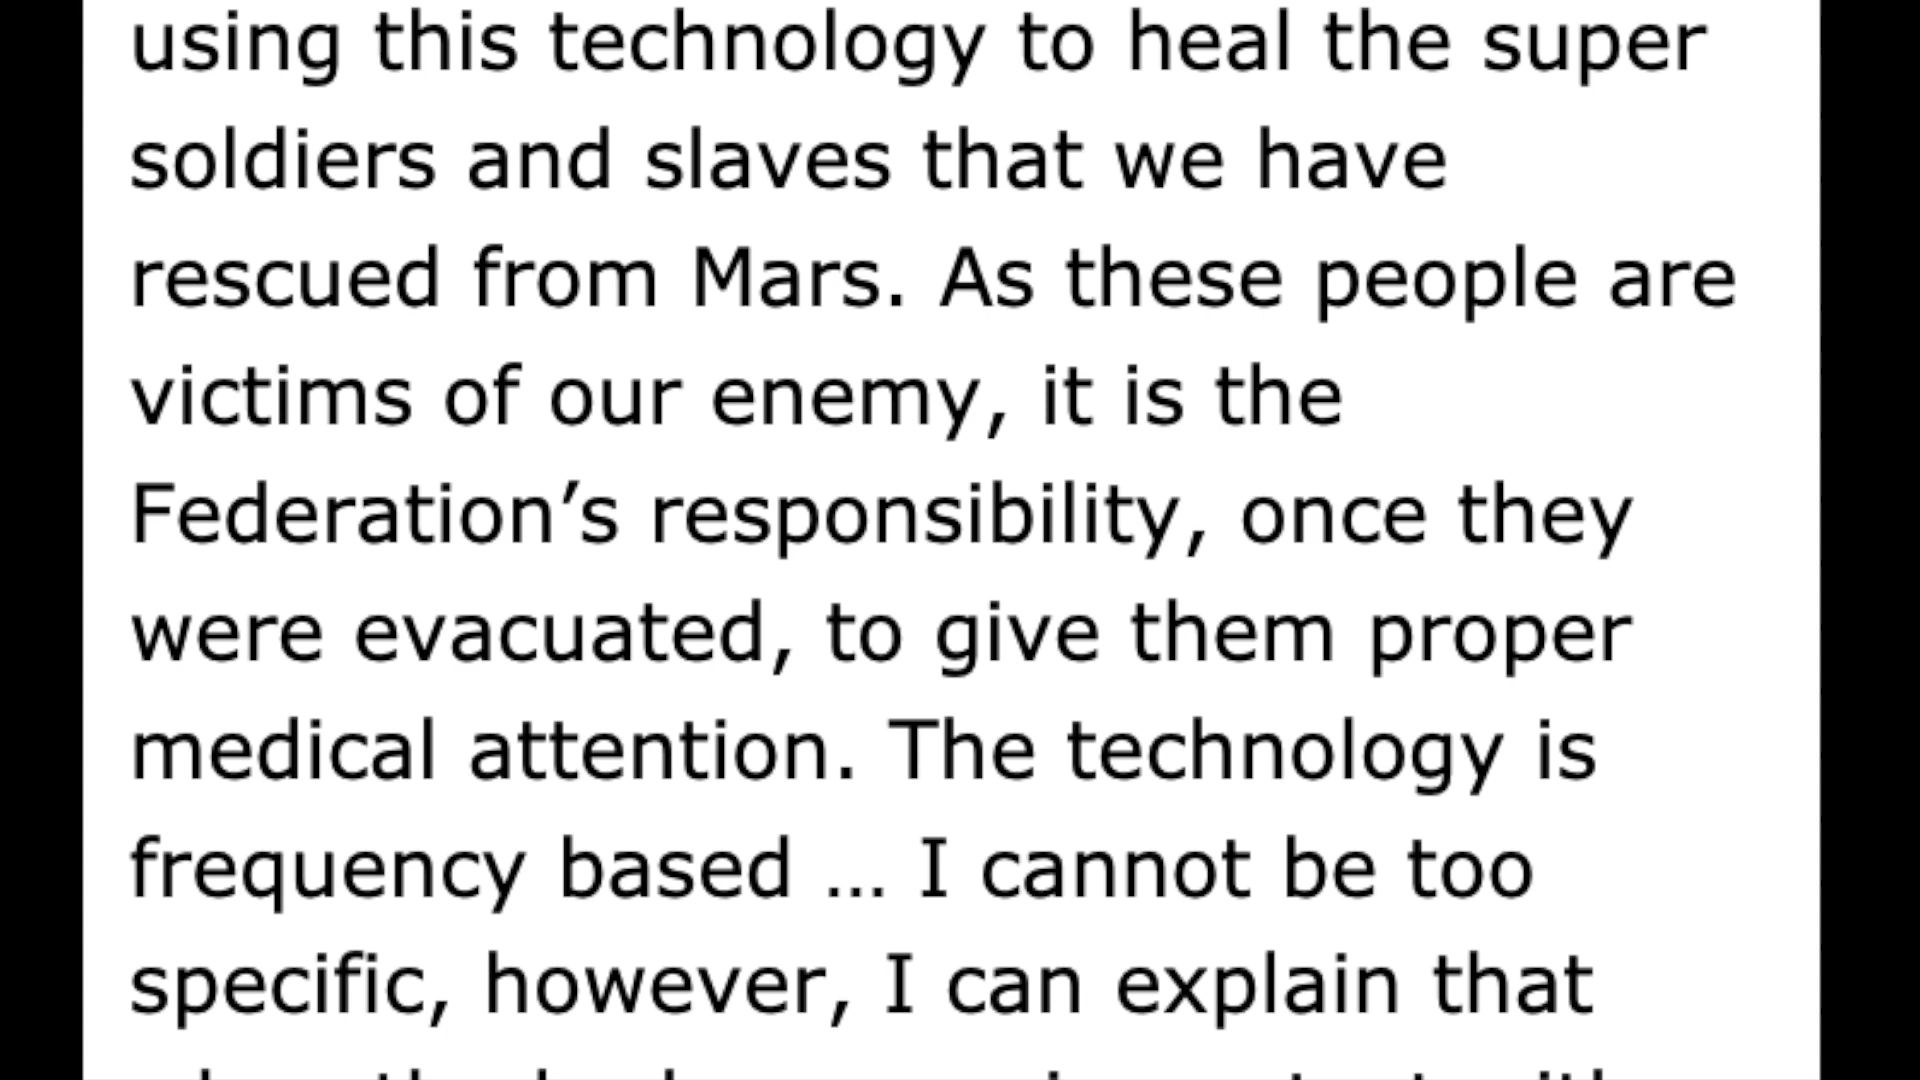 using this technology to heal the super
soldiers and slaves that we have
rescued from Mars. As these people are
victims of our enemy, it is the
Federation’s responsibility, once they
were evacuated, to give them proper
medical attention. The technology is
frequency based ... I cannot be too
specific, however, I can explain that